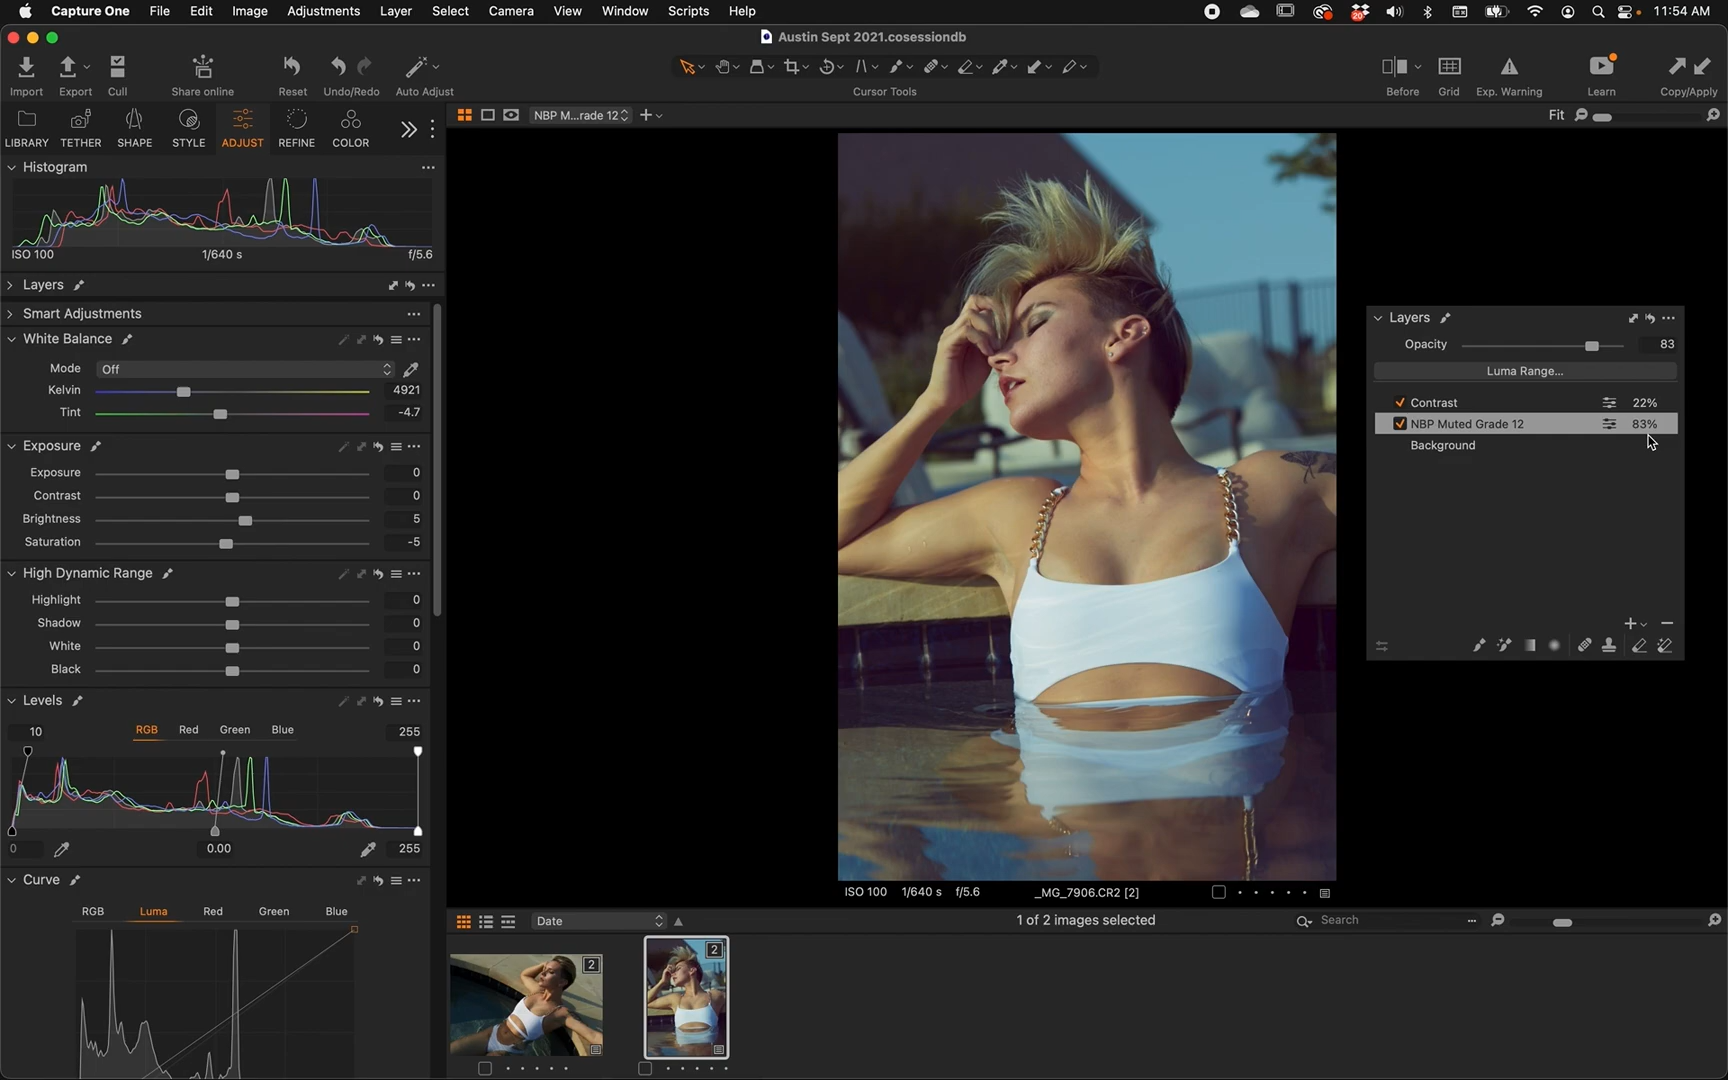 Capture One File Edit Image Adjustments Layer Select Camera View Window Scripts Help 20 11:54 AM
Austin Sept 2021.cosessiondb
Import Export Cull Share online Reset Undo/Redo Auto Adjust Cursor Tools Before Grid Exp. Warning Learn Copy/Apply
LIBRARY TETHER SHAPE STYLE ADJUST REFINE COLOR
NBP M...rade 12 Fit
Histogram
ISO 100 1/640 s f/5.6
Layers
Smart Adjustments
White Balance
Mode Off
Kelvin 4921
Tint -4.7
Exposure
Exposure 0
Contrast 0
Brightness 5
Saturation -5
High Dynamic Range
Highlight 0
Shadow 0
White 0
Black 0
Levels
10 RGB Red Green Blue 255
0 0.00 255
Curve
RGB Luma Red Green Blue
Layers
Opacity 83
Luma Range...
Contrast 22%
NBP Muted Grade 12 83%
Background
ISO 100 1/640 s f/5.6 _MG_7906.CR2 [2]
Date 1 of 2 images selected Search
2
2